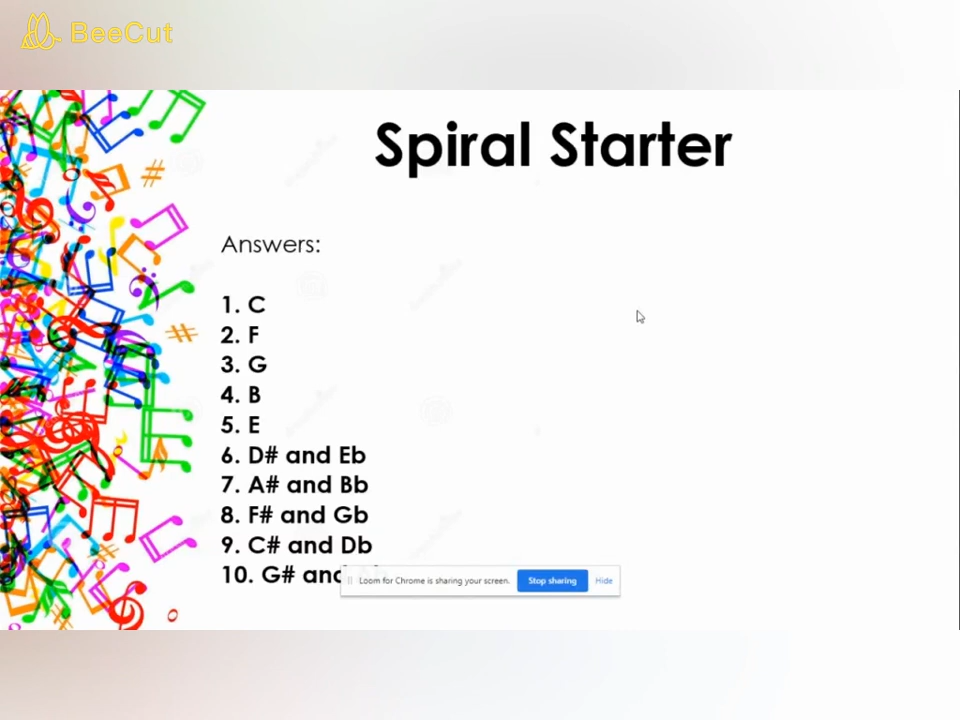 BeeCut
Spiral Starter
Answers:
1. C
2. F
3. G
4. B
5. E
6. D# and Eb
7. A# and Bb
8. F# and Gb
9. C# and Db
10. G# and
Loom for Chrome is sharing your screen. Stop sharing Hide